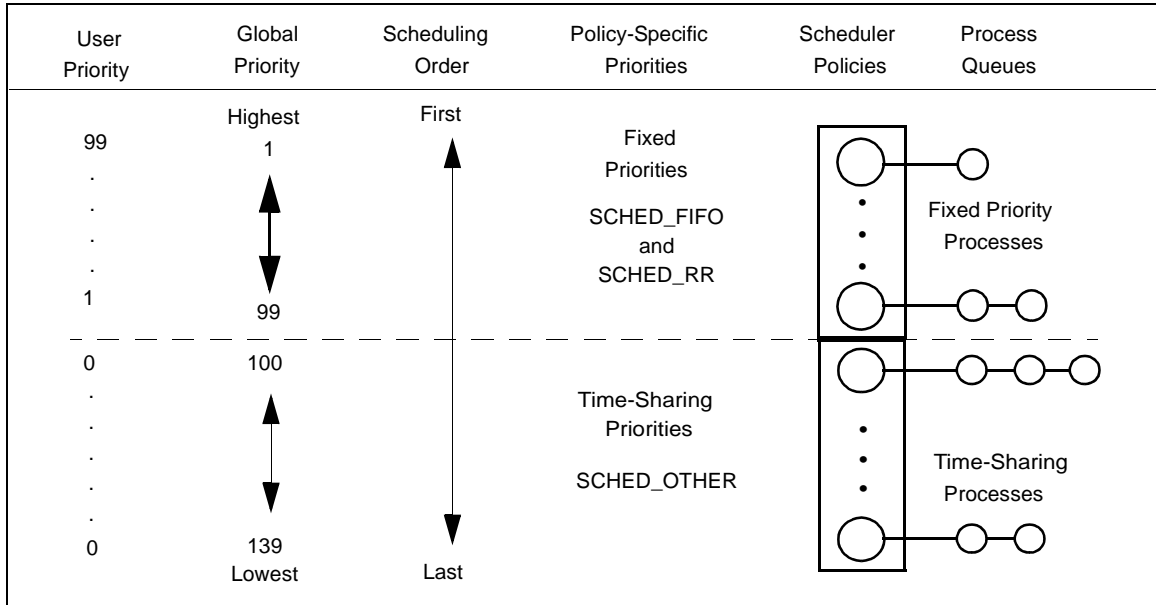 User Priority
Global Priority
Scheduling Order
Policy-Specific Priorities
Scheduler Policies
Process Queues
Highest
First
99
1
Fixed
Priorities
SCHED_FIFO
and
SCHED_RR
Fixed Priority
Processes
1
99
0
100
Time-Sharing
Priorities
SCHED_OTHER
Time-Sharing
Processes
0
139
Lowest
Last